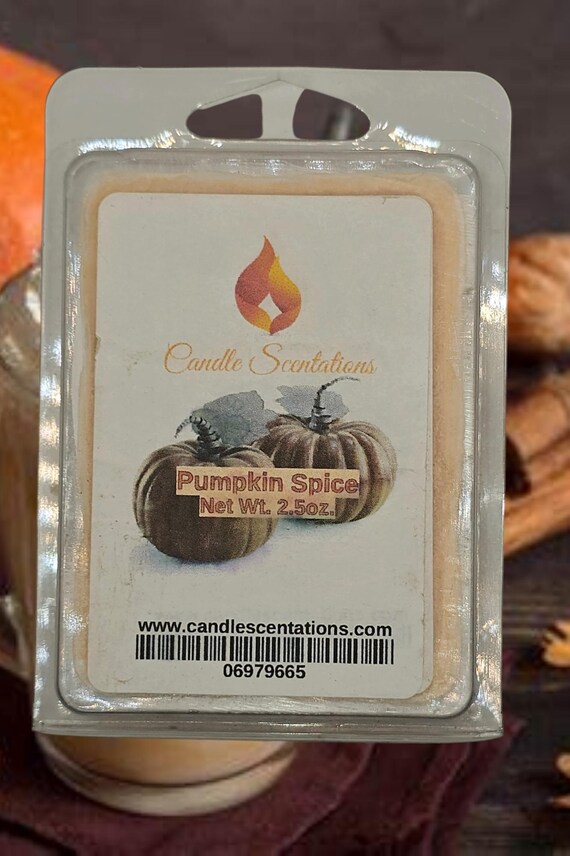 Candle Scentations
Pumpkin Spice
Net Wt. 2.5oz.
www.candlescentations.com
06979665